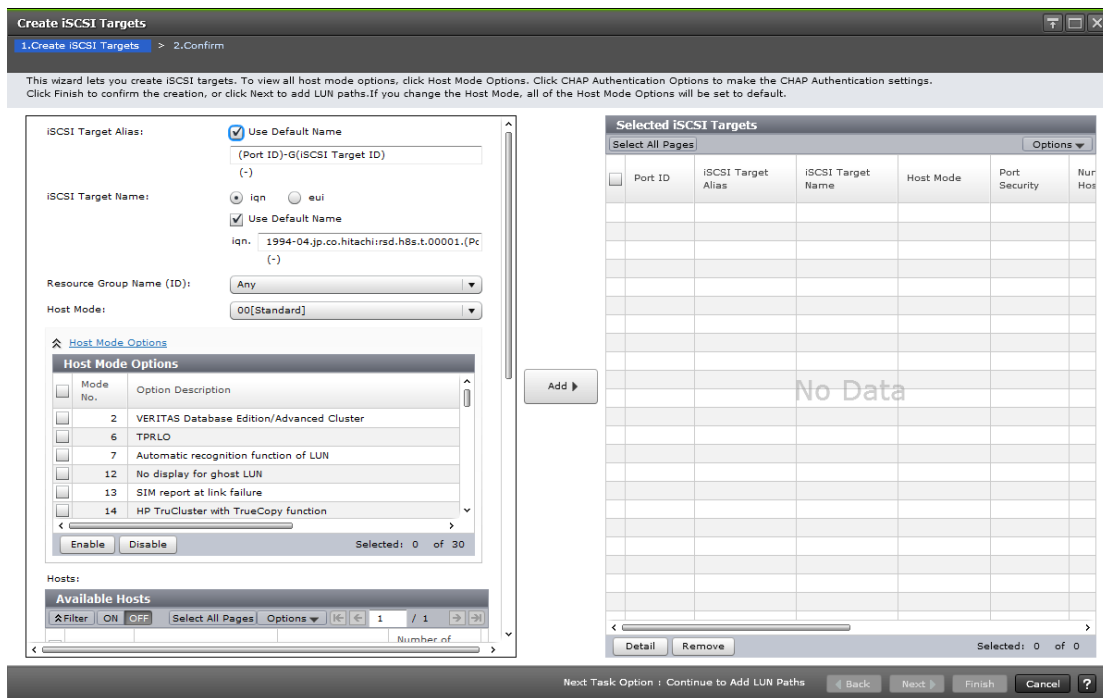 Create iSCSI Targets
1.Create iSCSI Targets > 2.Confirm
This wizard lets you create iSCSI targets. To view all host mode options, click Host Mode Options. Click CHAP Authentication Options to make the CHAP Authentication settings.
Click Finish to confirm the creation, or click Next to add LUN paths.If you change the Host Mode, all of the Host Mode Options will be set to default.
iSCSI Target Alias:
Use Default Name
(Port ID)-G(iSCSI Target ID)
(-)
iSCSI Target Name:
iqn eui
Use Default Name
iqn. 1994-04.jp.co.hitachi:rsd.h8s.t.00001.(Pc
(-)
Resource Group Name (ID): Any
Host Mode: 00[Standard]
Host Mode Options
Host Mode Options
Mode No. Option Description
2 VERITAS Database Edition/Advanced Cluster
6 TPRLO
7 Automatic recognition function of LUN
12 No display for ghost LUN
13 SIM report at link failure
14 HP TruCluster with TrueCopy function
Enable Disable Selected: 0 of 30
Hosts:
Available Hosts
Filter ON OFF Select All Pages Options 1 / 1
Number of
Add
Selected iSCSI Targets
Select All Pages Options
Port ID iSCSI Target Alias iSCSI Target Name Host Mode Port Security Nur Hos
No Data
Detail Remove Selected: 0 of 0
Next Task Option : Continue to Add LUN Paths Back Next Finish Cancel ?